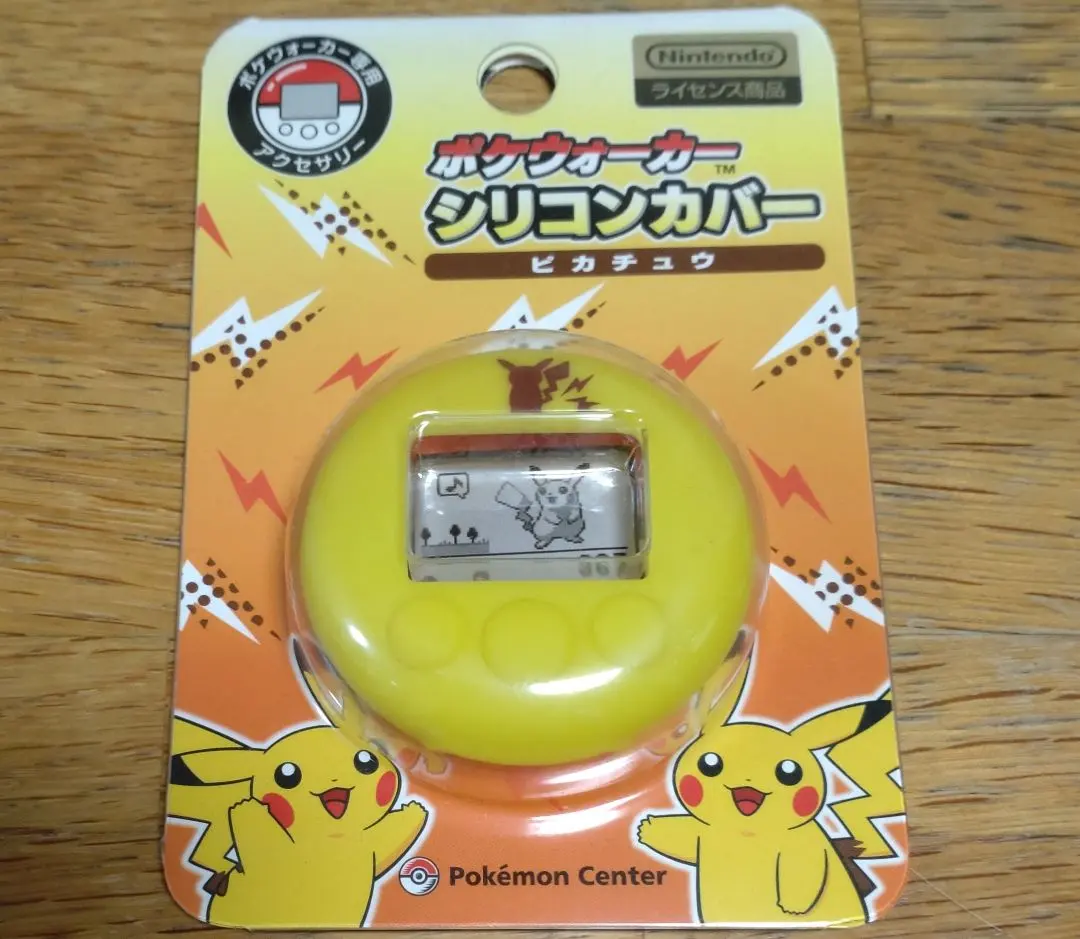 ポケウォーカー専用
アクセサリー
Nintendo
ライセンス商品
ポケウォーカー
TM
シリコンカバー
ピカチュウ
Pokémon Center